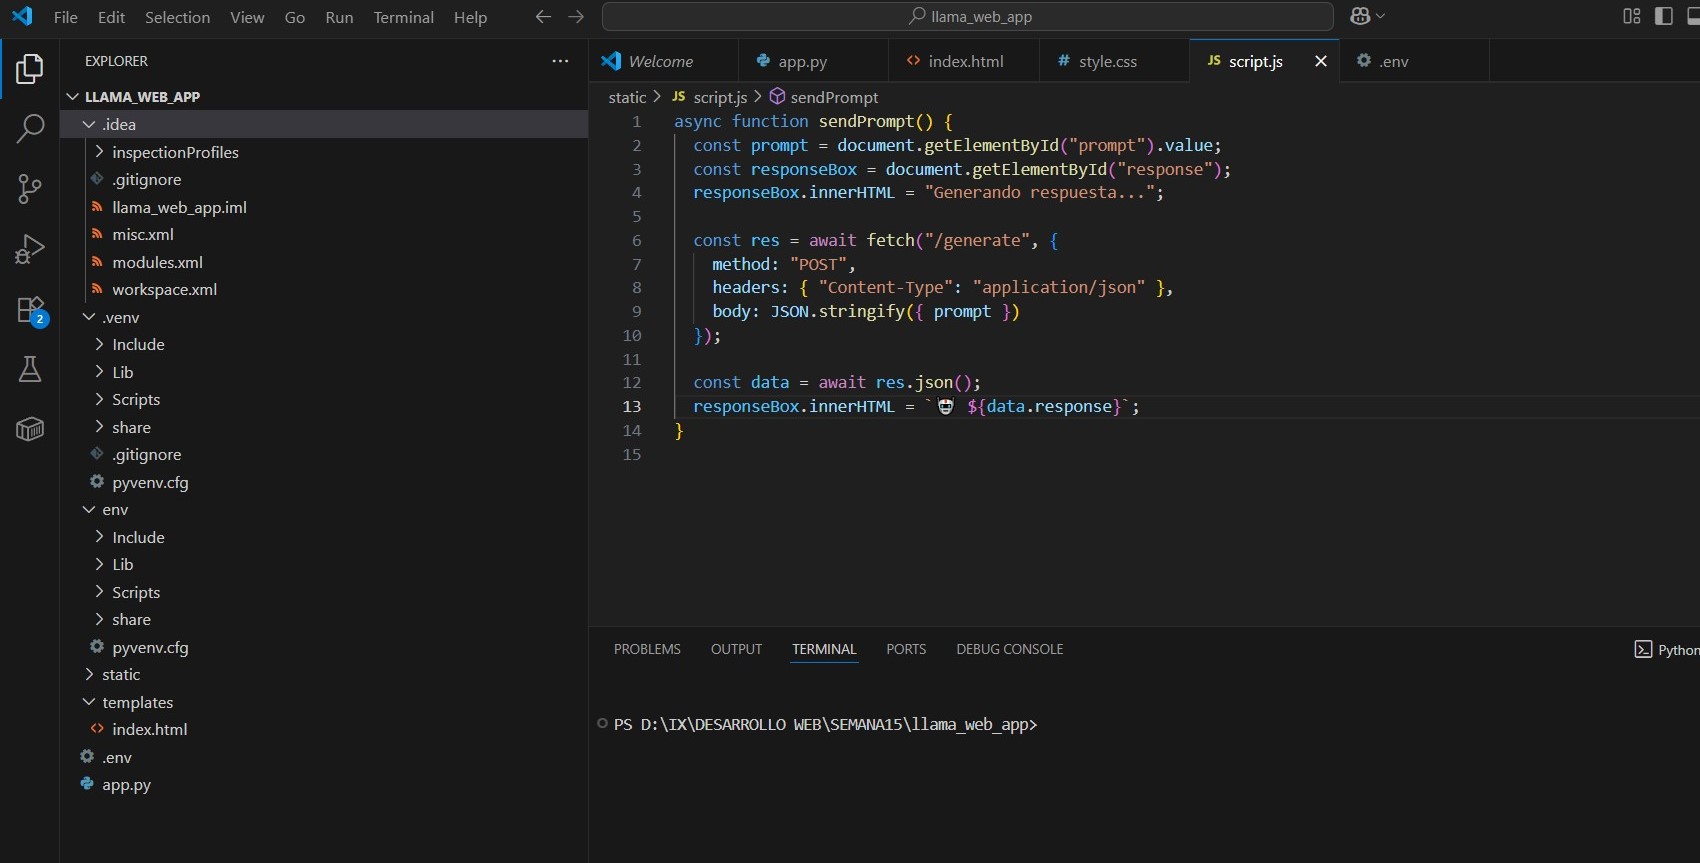 File Edit Selection View Go Run Terminal Help
llama_web_app
EXPLORER
LLAMA_WEB_APP
.idea
inspectionProfiles
.gitignore
llama_web_app.iml
misc.xml
modules.xml
workspace.xml
.venv
Include
Lib
Scripts
share
.gitignore
pyvenv.cfg
env
Include
Lib
Scripts
share
pyvenv.cfg
static
templates
index.html
.env
app.py
2
Welcome app.py index.html style.css JS script.js .env
static > JS script.js > sendPrompt
1 async function sendPrompt() {
2 const prompt = document.getElementById("prompt").value;
3 const responseBox = document.getElementById("response");
4 responseBox.innerHTML = "Generando respuesta...";
5
6 const res = await fetch("/generate", {
7 method: "POST",
8 headers: { "Content-Type": "application/json" },
9 body: JSON.stringify({ prompt })
10 });
11
12 const data = await res.json();
13 responseBox.innerHTML = `🤖 ${data.response}`;
14 }
15
PROBLEMS OUTPUT TERMINAL PORTS DEBUG CONSOLE
Python
PS D:\IX\DESARROLLO WEB\SEMANA15\llama_web_app>